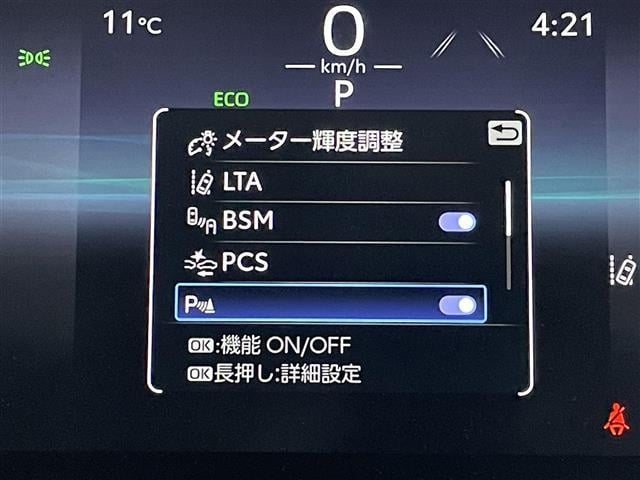 11℃
0
4:21
km/h
ECO
P
メーター輝度調整
LTA
BSM
PCS
P
OK:機能 ON/OFF
OK長押し:詳細設定